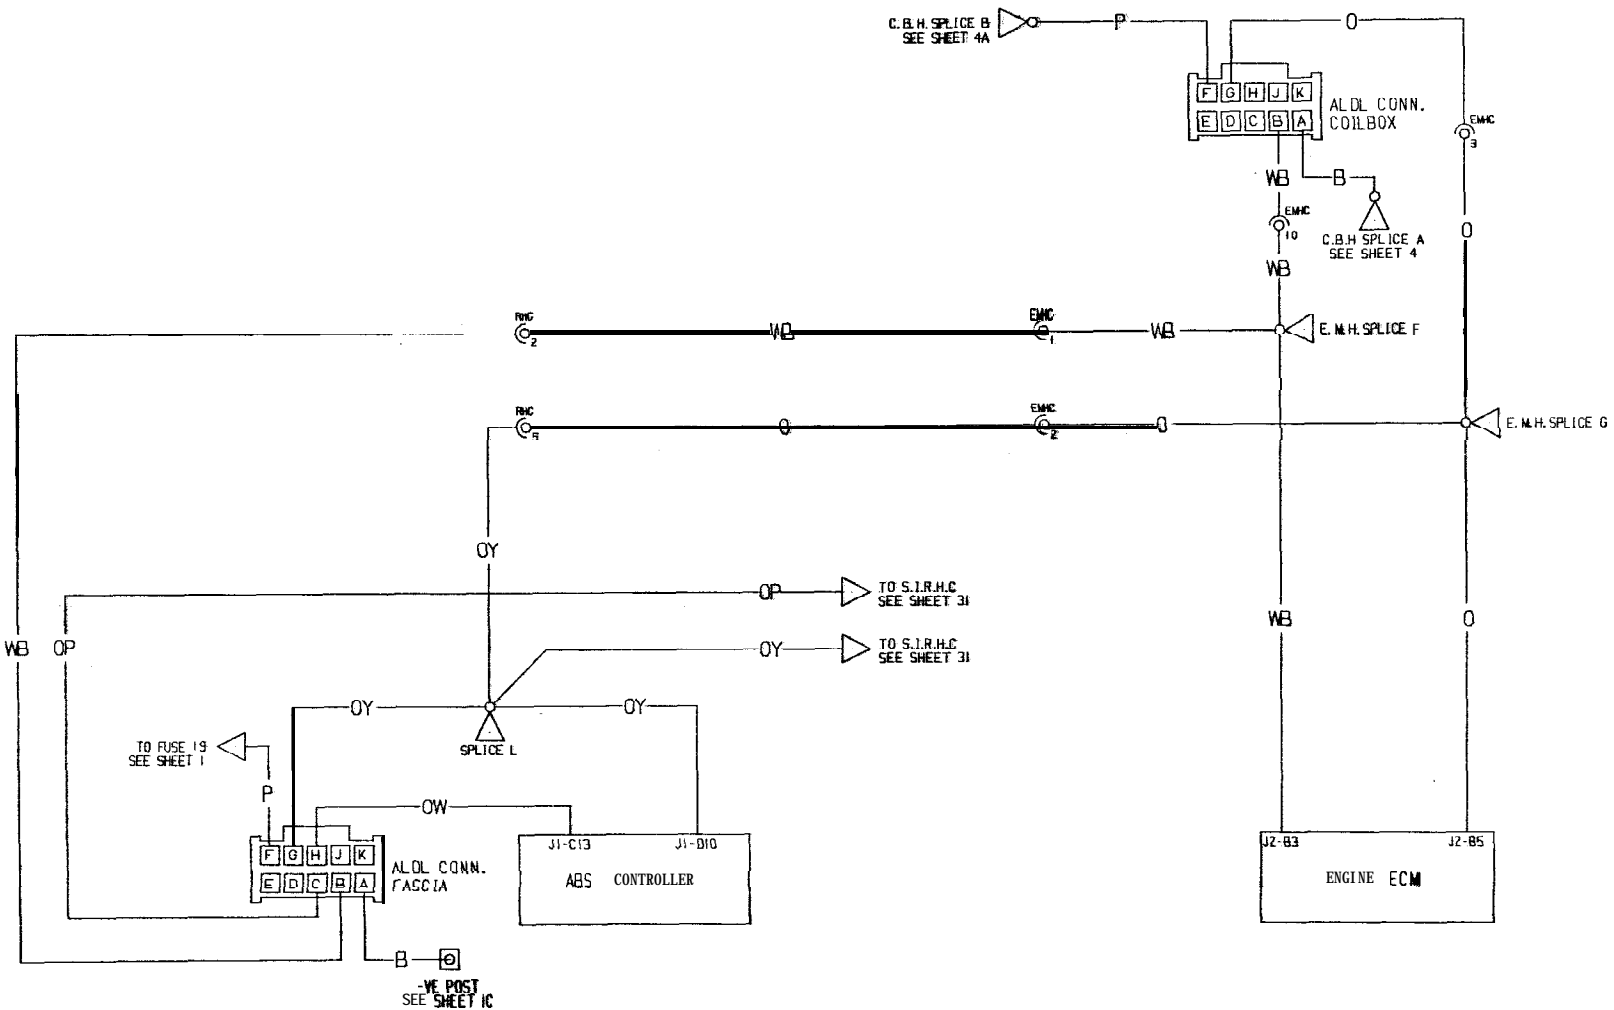 C.B.H. SPLICE B
SEE SHEET 4A
P
O
F G H J K
E D C B A
ALDL CONN.
COILBOX
EMHC
3
WB
B
EMHC
10
C.B.H SPLICE A
SEE SHEET 4
O
WB
RHC
2
WB
EMHC
1
WB
E.M.H. SPLICE F
RHC
EMHC
2
O
O
E.M.H. SPLICE G
OY
OP
TO S.I.R.H.C
SEE SHEET 31
WB
OP
OY
TO S.I.R.H.C
SEE SHEET 31
WB
O
OY
OY
SPLICE L
TO FUSE 19
SEE SHEET 1
P
OW
F G H J K
E D C B A
ALDL CONN.
FASCIA
J1-C13
J1-D10
ABS CONTROLLER
J2-B3
J2-B5
ENGINE ECM
B
-VE POST
SEE SHEET 1C